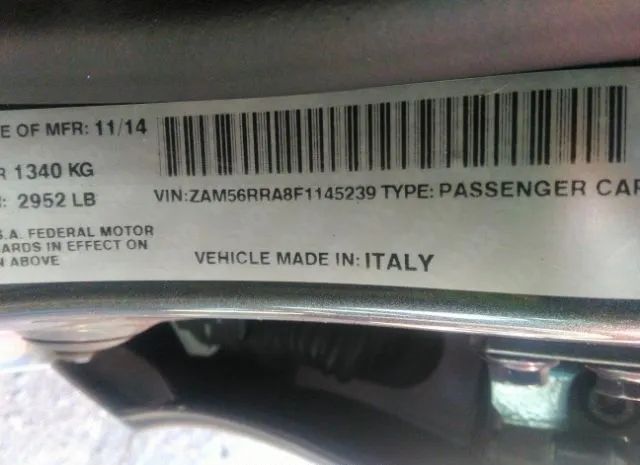 E OF MFR: 11/14
R 1340 KG
: 2952 LB
VIN:ZAM56RRA8F1145239 TYPE: PASSENGER CAR
S.A. FEDERAL MOTOR
ARDS IN EFFECT ON
N ABOVE
VEHICLE MADE IN: ITALY